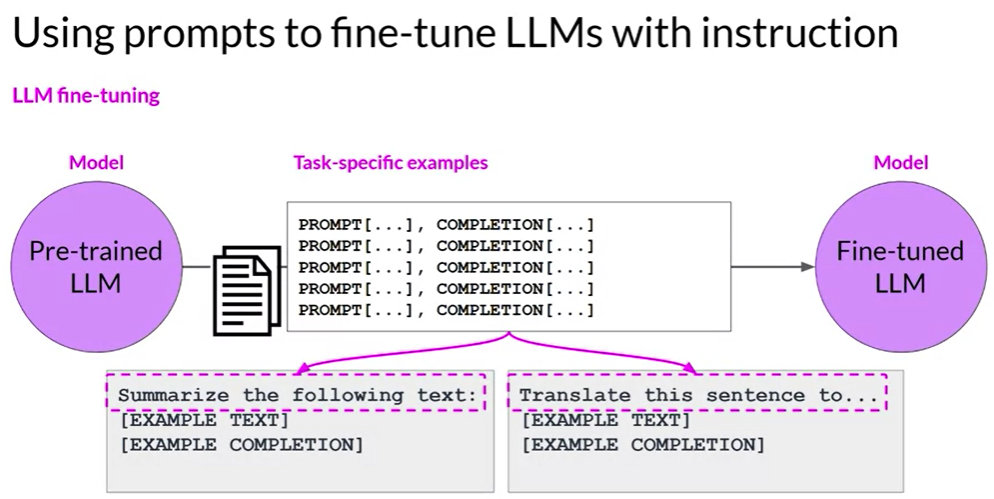 Using prompts to fine-tune LLMs with instruction
LLM fine-tuning
Model
Task-specific examples
Model
Pre-trained
LLM
PROMPT[...], COMPLETION[...]
PROMPT[...], COMPLETION[...]
PROMPT[...], COMPLETION[...]
PROMPT[...], COMPLETION[...]
PROMPT[...], COMPLETION[...]
Fine-tuned
LLM
Summarize the following text:
[EXAMPLE TEXT]
[EXAMPLE COMPLETION]
Translate this sentence to...
[EXAMPLE TEXT]
[EXAMPLE COMPLETION]